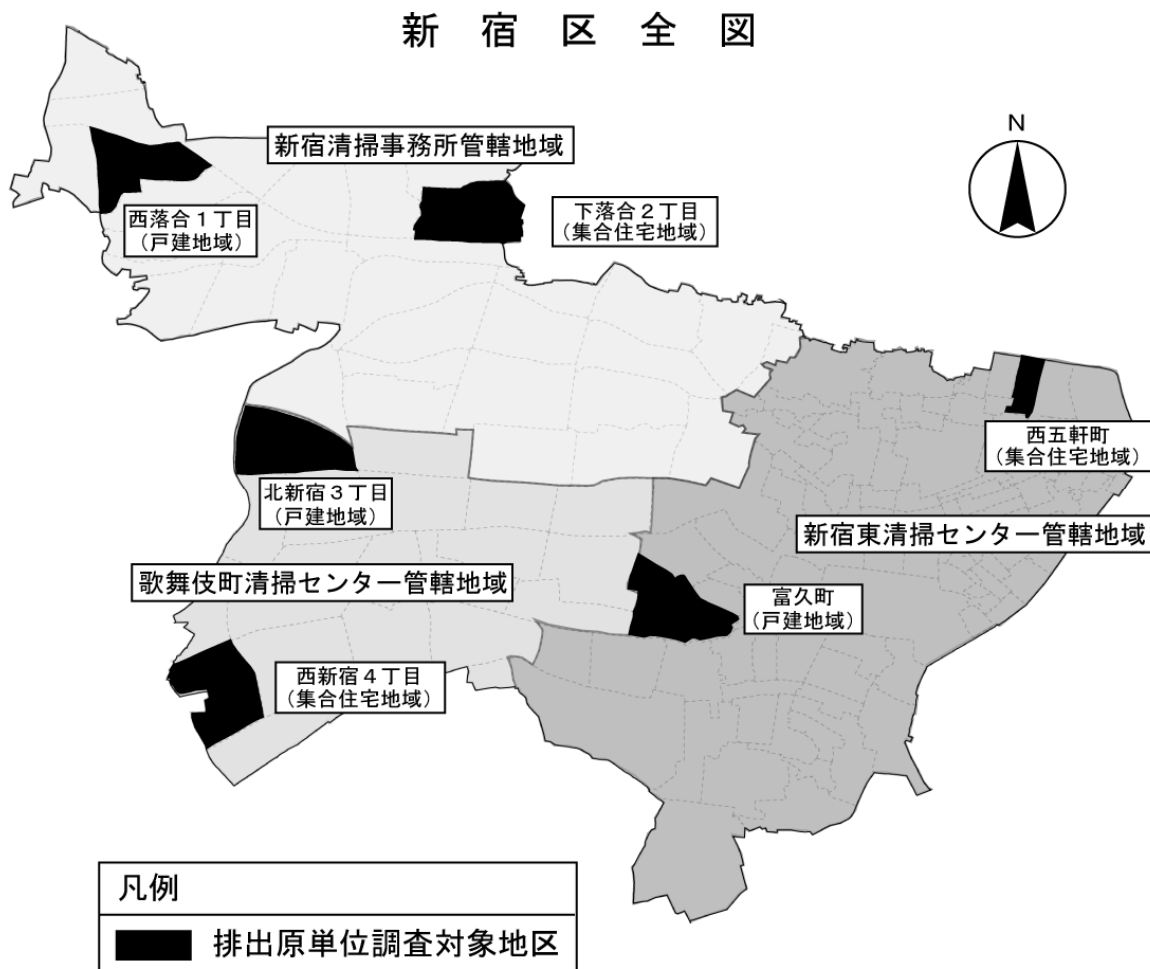 新宿区全図
N
新宿清掃事務所管轄地域
西落合１丁目
（戸建地域）
下落合２丁目
（集合住宅地域）
西五軒町
（集合住宅地域）
北新宿３丁目
（戸建地域）
新宿東清掃センター管轄地域
歌舞伎町清掃センター管轄地域
富久町
（戸建地域）
西新宿４丁目
（集合住宅地域）
凡例
排出原単位調査対象地区